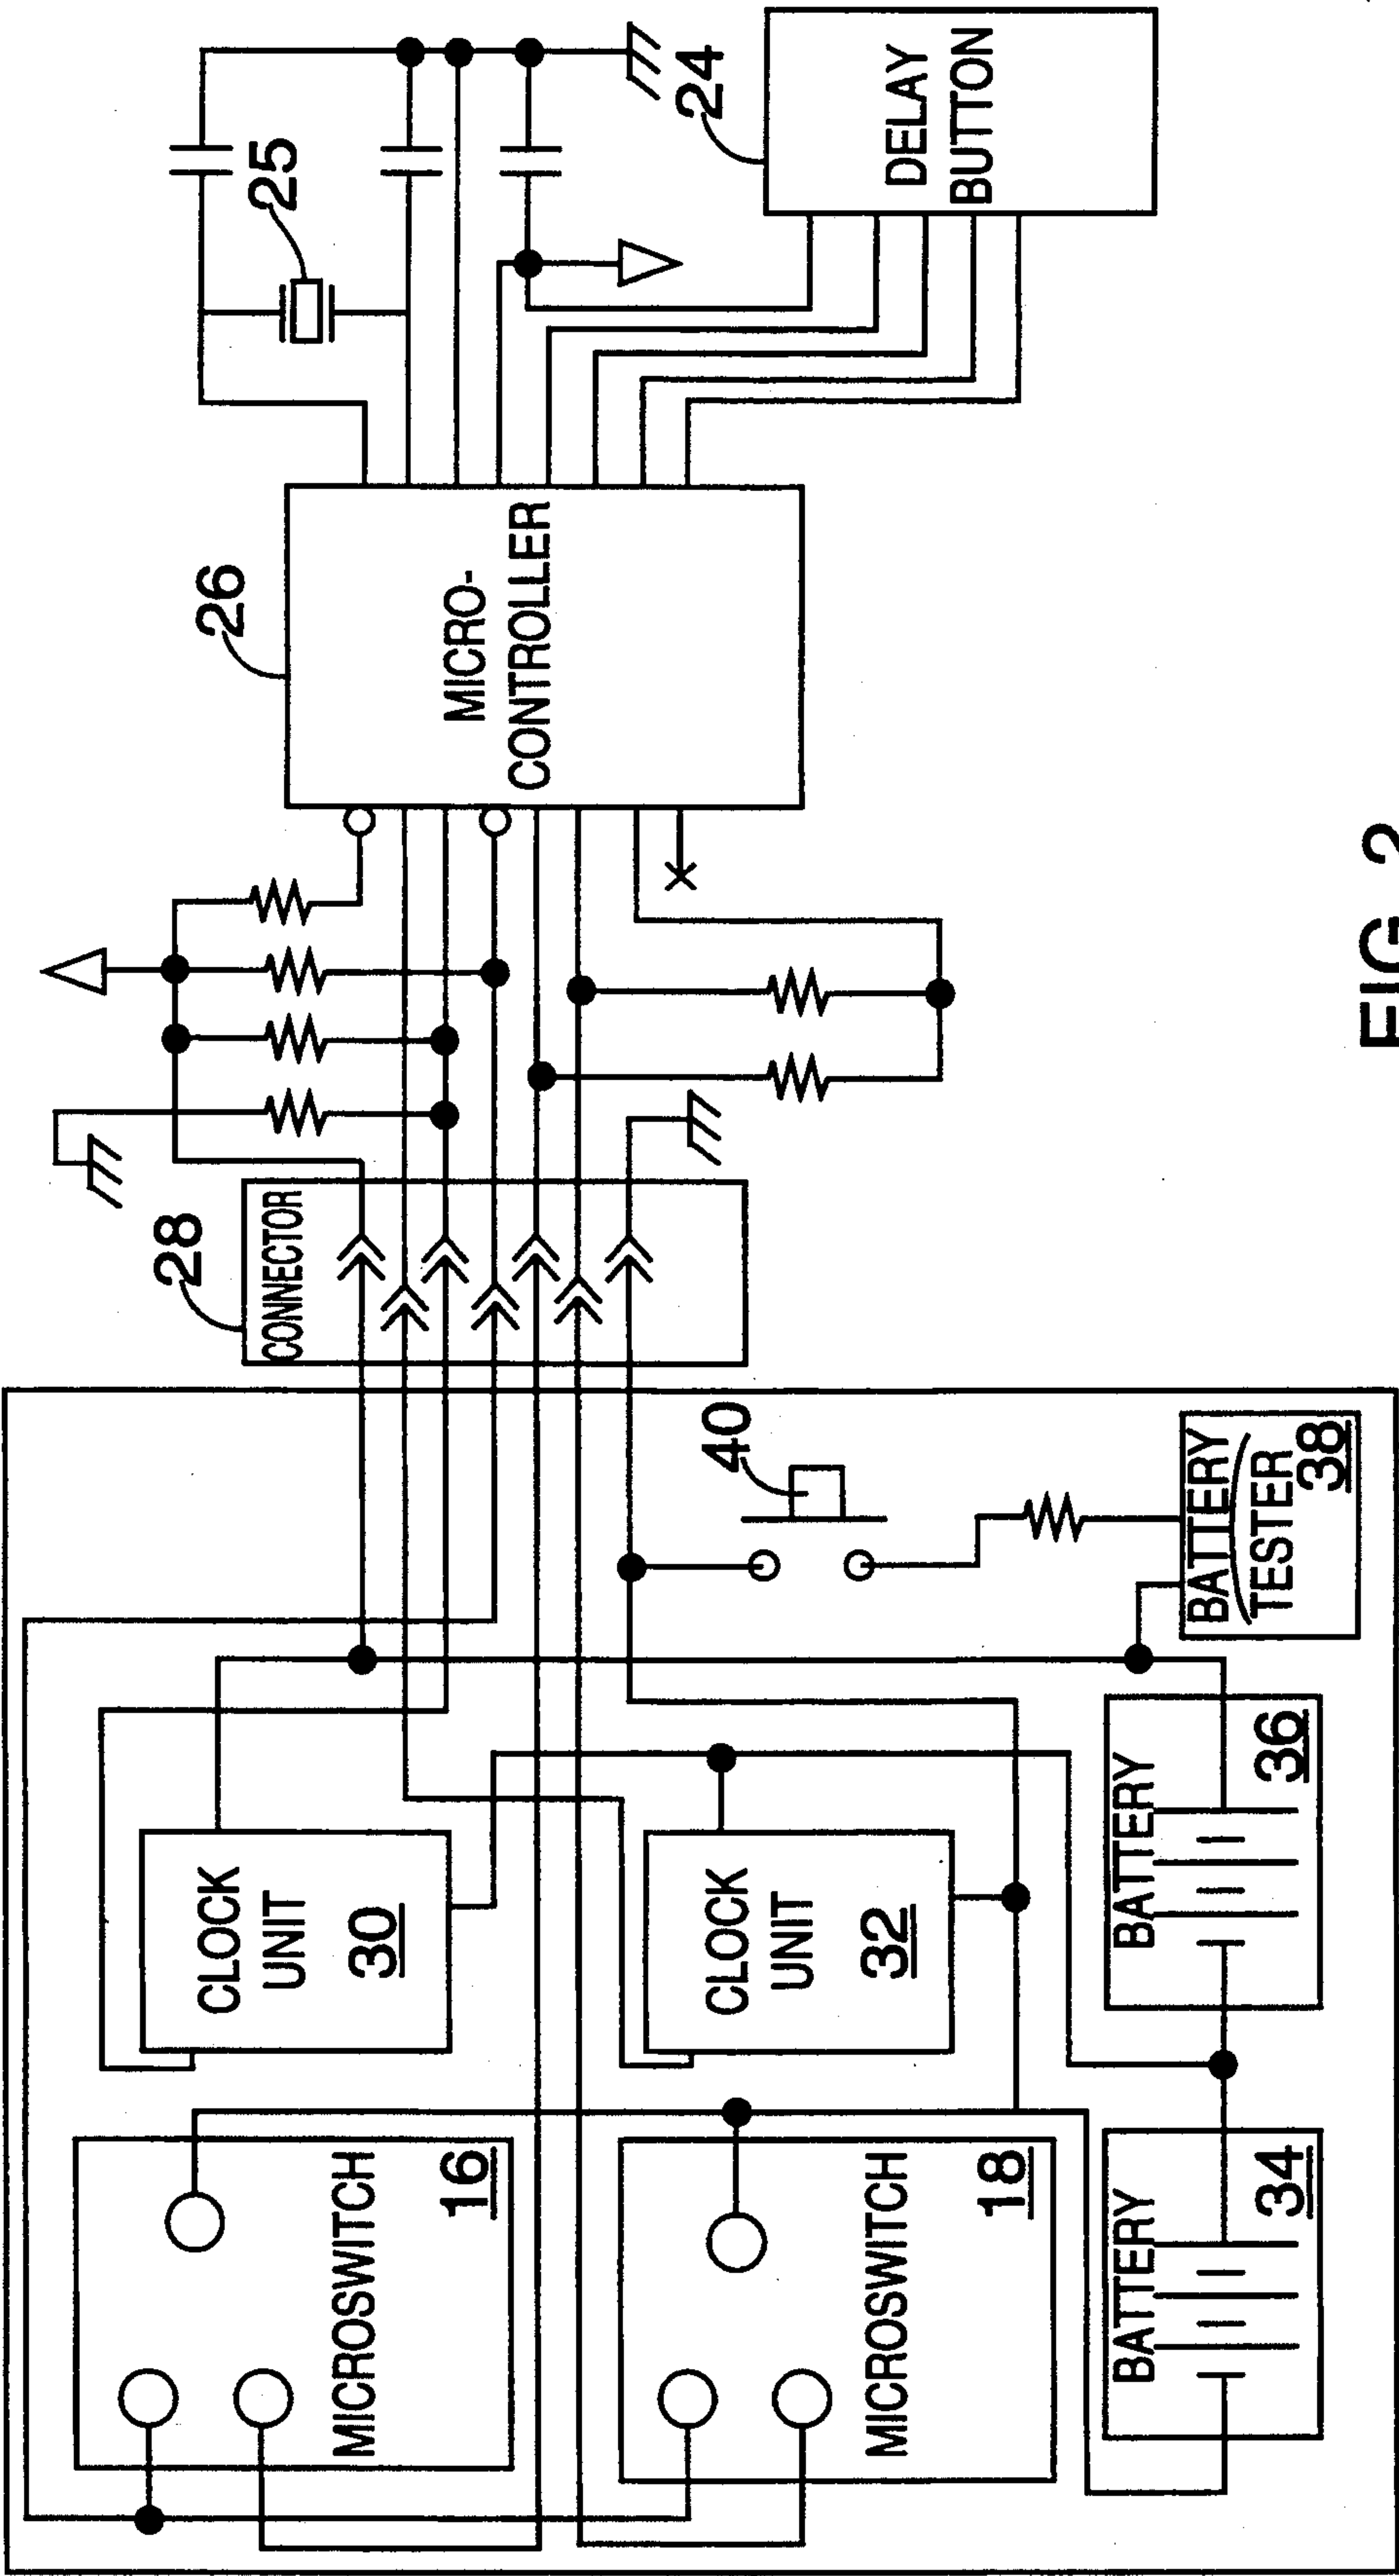 MICROSWITCH
16
MICROSWITCH
18
BATTERY
34
CLOCK
UNIT
30
CLOCK
UNIT
32
BATTERY
36
40
BATTERY
TESTER
38
28
CONNECTOR
26
MICRO-
CONTROLLER
25
24
DELAY
BUTTON
FIG. 2